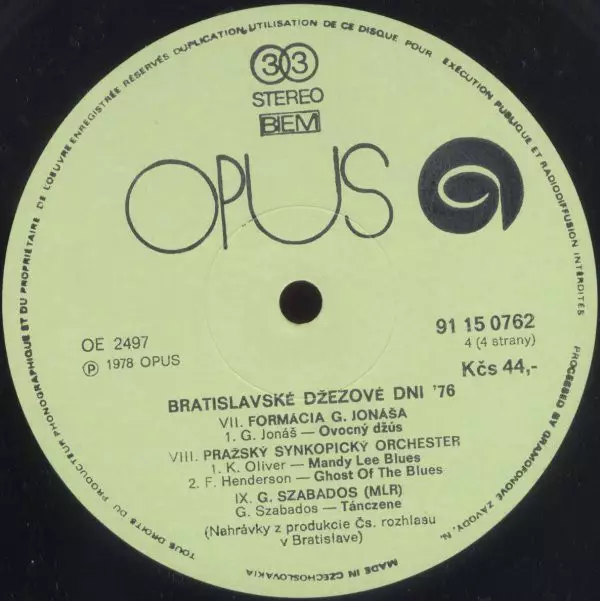 TOUS DROITS DU PRODUCTEUR PHONOGRAPHIQUE ET DU PROPRIÉTAIRE DE L'OEUVRE ENREGISTRÉE RÉSERVÉS DUPLICATION, UTILISATION DE CE DISQUE POUR EXÉCUTION PUBLIQUE ET RADIODIFFUSION INTERDITES
33
STEREO
BIEM
OPUS
OE 2497
℗ 1978 OPUS
91 15 0762
4 (4 strany)
Kčs 44,-
BRATISLAVSKÉ DŽEZOVÉ DNI '76
VII. FORMÁCIA G. JONÁŠA
1. G. Jonáš — Ovocný džús
VIII. PRAŽSKÝ SYNKOPICKÝ ORCHESTER
1. K. Oliver — Mandy Lee Blues
2. F. Henderson — Ghost Of The Blues
IX. G. SZABADOS (MLR)
G. Szabados — Tánczene
(Nahrávky z produkcie Čs. rozhlasu
v Bratislave)
PROCESSED BY GRAMOFONOVÉ ZÁVODY, N.
MADE IN CZECHOSLOVAKIA